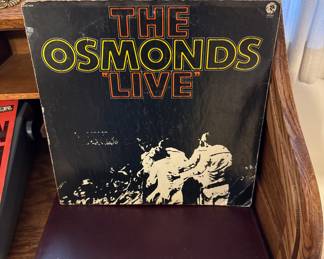 THE
OSMONDS
"LIVE"